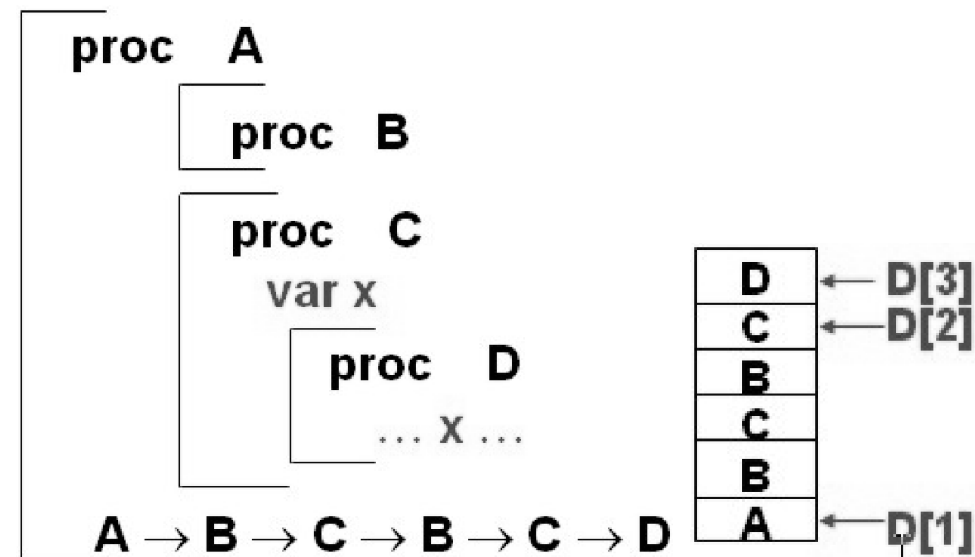 proc A
proc B
proc C
var x
proc D
... x ...
A → B → C → B → C → D
D ← D[3]
C ← D[2]
B
C
B
A ← D[1]